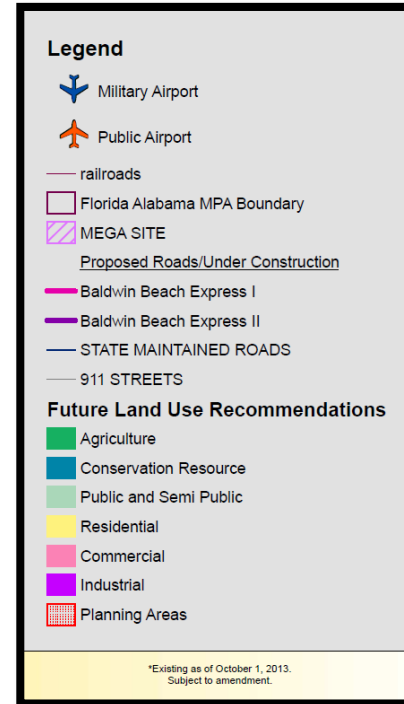 Legend
Military Airport
Public Airport
railroads
Florida Alabama MPA Boundary
MEGA SITE
Proposed Roads/Under Construction
Baldwin Beach Express I
Baldwin Beach Express II
STATE MAINTAINED ROADS
911 STREETS
Future Land Use Recommendations
Agriculture
Conservation Resource
Public and Semi Public
Residential
Commercial
Industrial
Planning Areas
*Existing as of October 1, 2013.
Subject to amendment.